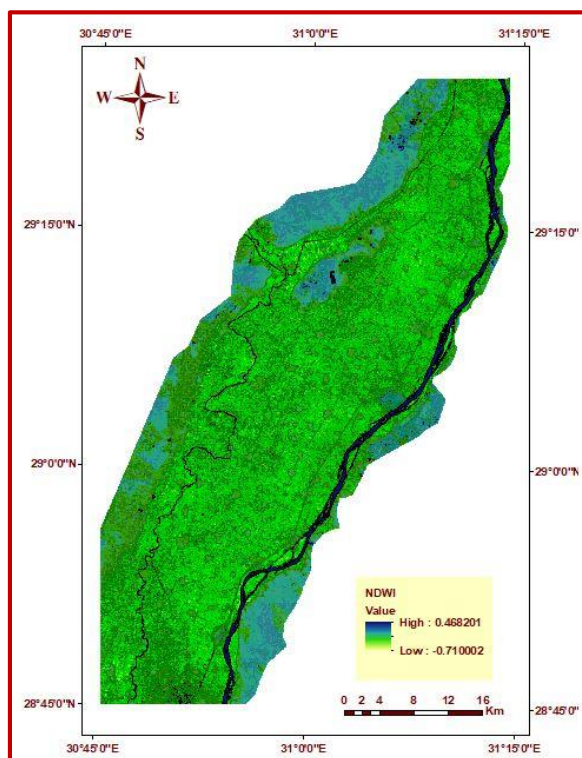 30°45'0"E 31°0'0"E 31°15'0"E
N
W E
S
29°15'0"N 29°15'0"N
29°0'0"N 29°0'0"N
NDWI
Value
High : 0.468201
Low : -0.710002
28°45'0"N 28°45'0"N
0 2 4 8 12 16
Km
30°45'0"E 31°0'0"E 31°15'0"E